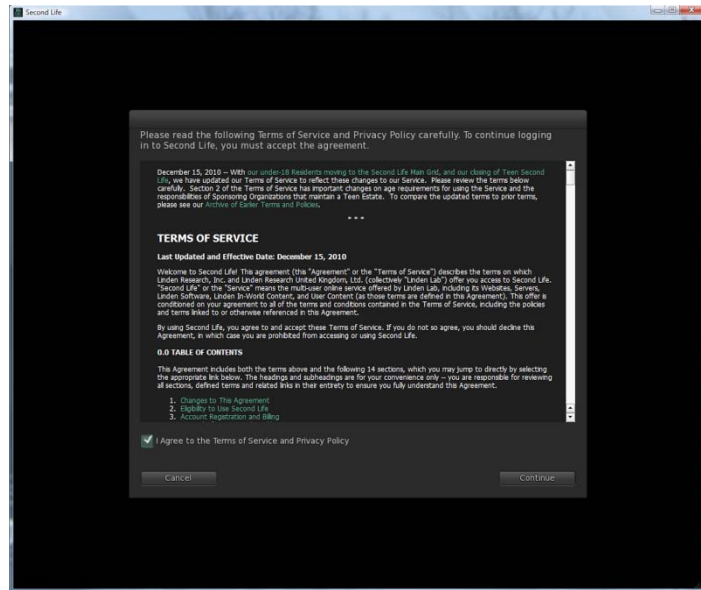 Second Life
Please read the following Terms of Service and Privacy Policy carefully. To continue logging
in to Second Life, you must accept the agreement.
December 15, 2010 -- With our under-18 Residents moving to the Second Life Main Grid, and our closing of Teen Second
Life, we have updated our Terms of Service to reflect these changes to our Service. Please review the terms below
carefully. Section 2 of the Terms of Service has important changes on age requirements for using the Service and the
responsibilities of Sponsoring Organizations that maintain a Teen Estate. To compare the updated terms to prior terms,
please see our Archive of Earlier Terms and Policies.
* * *
TERMS OF SERVICE
Last Updated and Effective Date: December 15, 2010
Welcome to Second Life! This agreement (this "Agreement" or the "Terms of Service") describes the terms on which
Linden Research, Inc. and Linden Research United Kingdom, Ltd. (collectively "Linden Lab") offer you access to Second Life.
"Second Life" or the "Service" means the multi-user online service offered by Linden Lab, including its Websites, Servers,
Linden Software, Linden In-World Content, and User Content (as those terms are defined in this Agreement). This offer is
conditioned on your agreement to all of the terms and conditions contained in the Terms of Service, including the policies
and terms linked to or otherwise referenced in this Agreement.
By using Second Life, you agree to and accept these Terms of Service. If you do not so agree, you should decline this
Agreement, in which case you are prohibited from accessing or using Second Life.
0.0 TABLE OF CONTENTS
This Agreement includes both the terms above and the following 14 sections, which you may jump to directly by selecting
the appropriate link below. The headings and subheadings are for your convenience only -- you are responsible for reviewing
all sections, defined terms and related links in their entirety to ensure you fully understand this Agreement.
1. Changes to This Agreement
2. Eligibility to Use Second Life
3. Account Registration and Billing
I Agree to the Terms of Service and Privacy Policy
Cancel
Continue